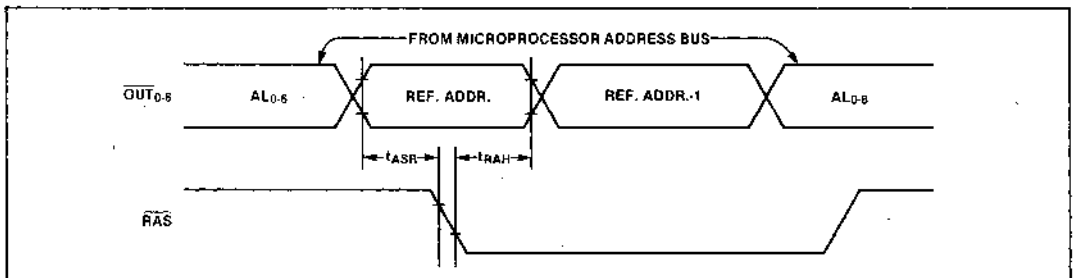 FROM MICROPROCESSOR ADDRESS BUS
OUT0-6 AL0-6 REF. ADDR. REF. ADDR.-1 AL0-6
tASR tRAH
RAS